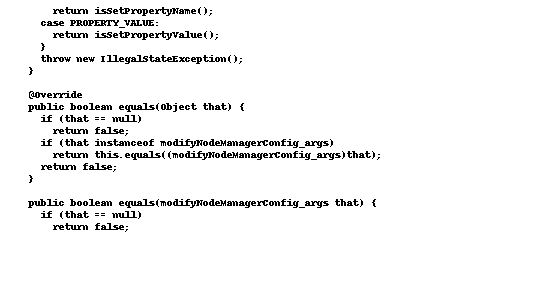 return isSetPropertyName();
case PROPERTY_VALUE:
return isSetPropertyValue();
}
throw new IllegalStateException();
}
@Override
public boolean equals(Object that) {
if (that == null)
return false;
if (that instanceof modifyNodeManagerConfig_args)
return this.equals((modifyNodeManagerConfig_args)that);
return false;
}
public boolean equals(modifyNodeManagerConfig_args that) {
if (that == null)
return false;